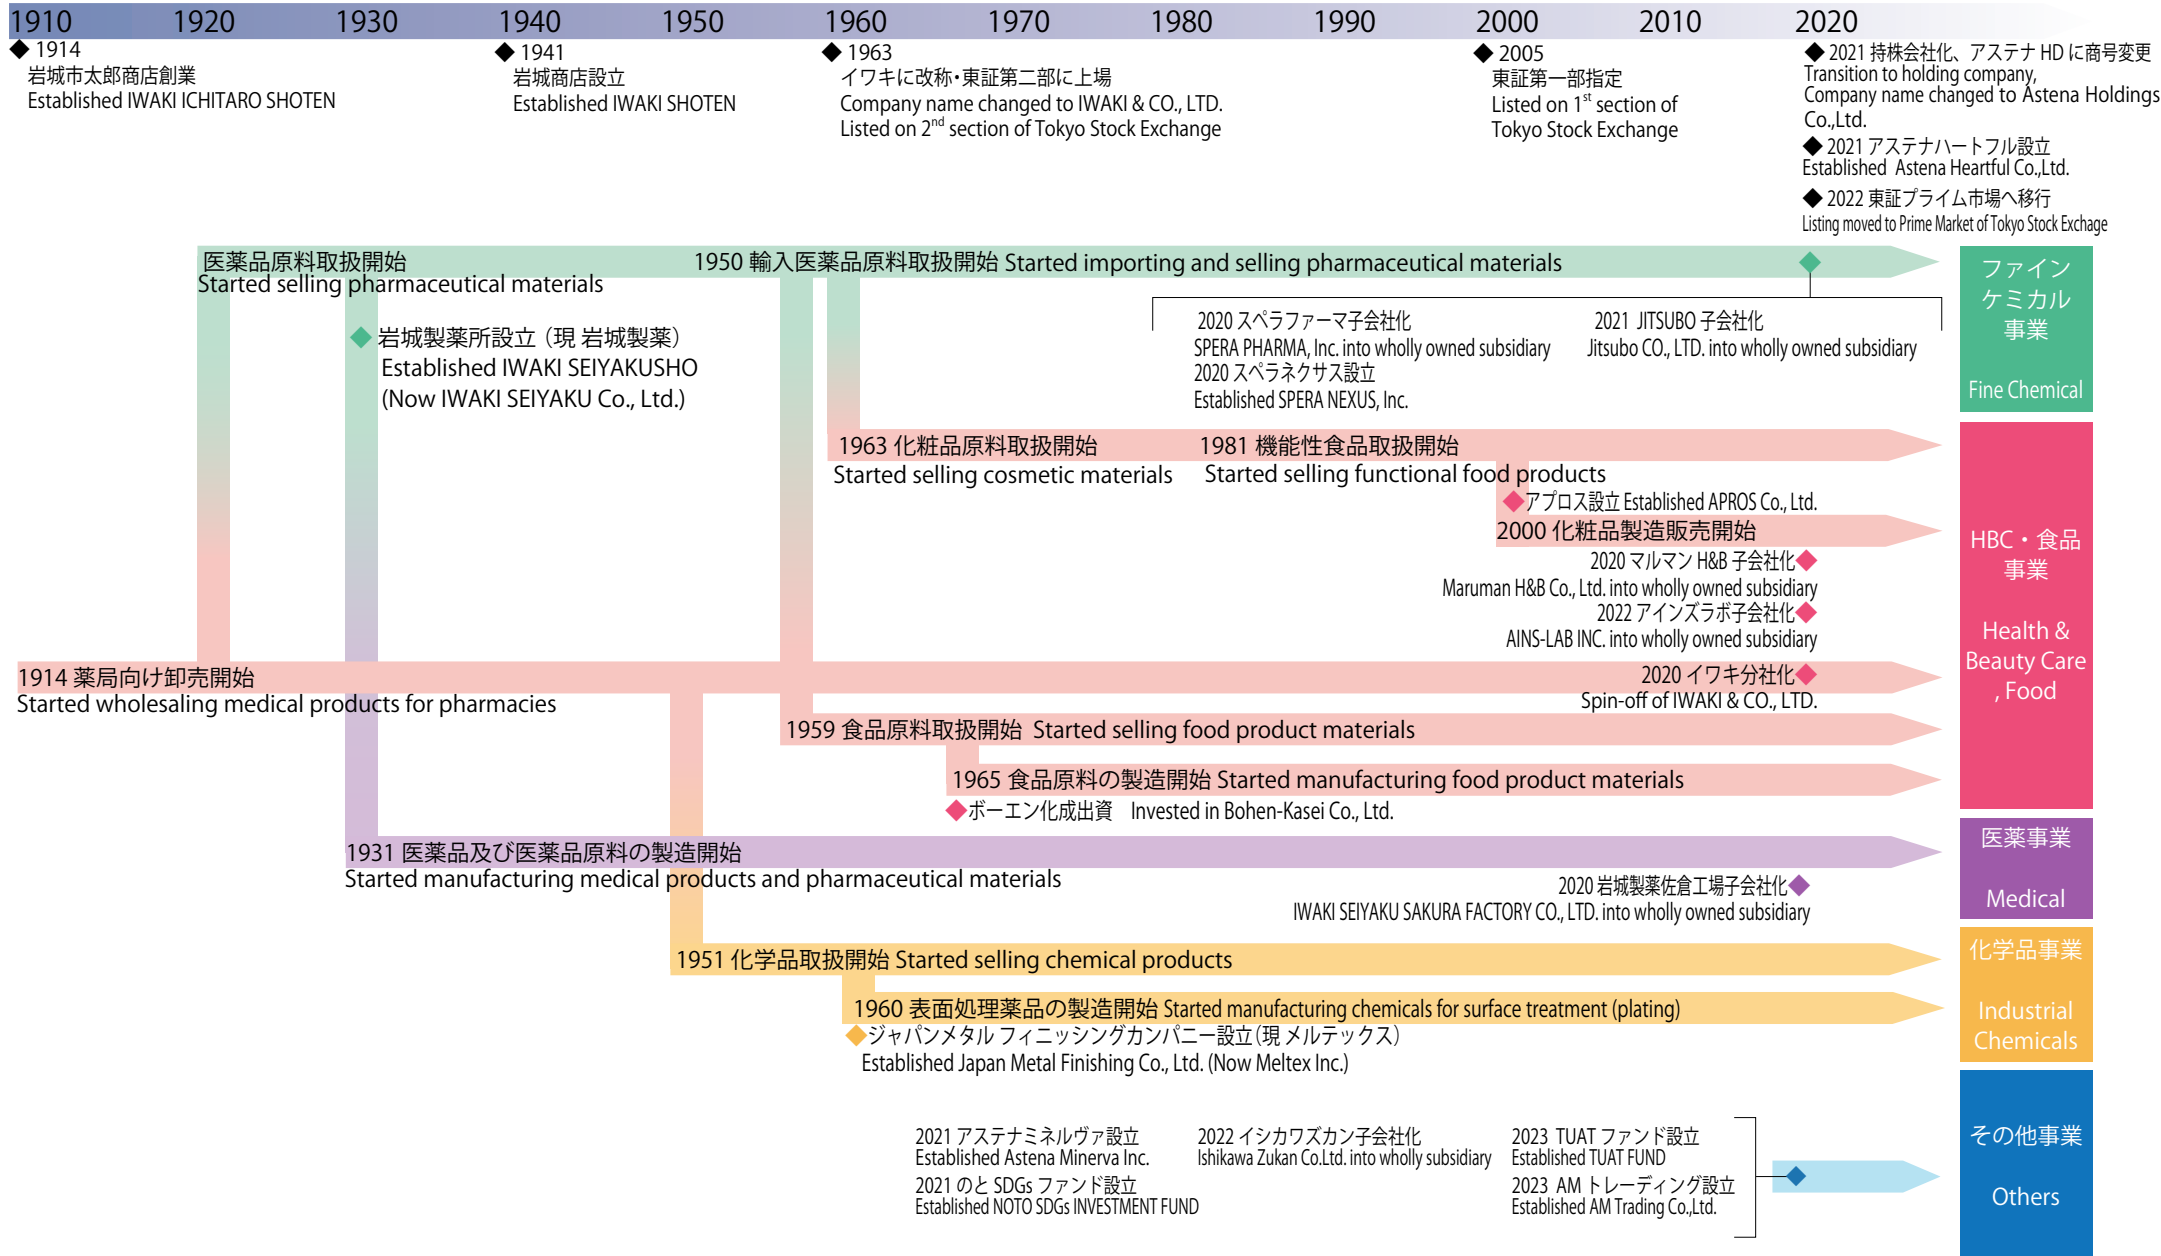 1910 1920 1930 1940 1950 1960 1970 1980 1990 2000 2010 2020
◆ 1914
岩城市太郎商店創業
Established IWAKI ICHITARO SHOTEN
◆ 1941
岩城商店設立
Established IWAKI SHOTEN
◆ 1963
イワキに改称・東証第二部に上場
Company name changed to IWAKI & CO., LTD.
Listed on 2nd section of Tokyo Stock Exchange
◆ 2005
東証第一部指定
Listed on 1st section of
Tokyo Stock Exchange
◆ 2021 持株会社化、アステナ HD に商号変更
Transition to holding company,
Company name changed to Astena Holdings
Co.,Ltd.
◆ 2021 アステナハートフル設立
Established Astena Heartful Co.,Ltd.
◆ 2022 東証プライム市場へ移行
Listing moved to Prime Market of Tokyo Stock Exchage
医薬品原料取扱開始
Started selling pharmaceutical materials
1950 輸入医薬品原料取扱開始 Started importing and selling pharmaceutical materials
◆ 岩城製薬所設立（現 岩城製薬）
Established IWAKI SEIYAKUSHO
(Now IWAKI SEIYAKU Co., Ltd.)
2020 スペラファーマ子会社化
SPERA PHARMA, Inc. into wholly owned subsidiary
2020 スペラネクサス設立
Established SPERA NEXUS, Inc.
2021 JITSUBO 子会社化
Jitsubo CO., LTD. into wholly owned subsidiary
ファイン
ケミカル
事業
Fine Chemical
1963 化粧品原料取扱開始
Started selling cosmetic materials
1981 機能性食品取扱開始
Started selling functional food products
◆アプロス設立 Established APROS Co., Ltd.
2000 化粧品製造販売開始
2020 マルマン H&B 子会社化◆
Maruman H&B Co., Ltd. into wholly owned subsidiary
2022 アインズラボ子会社化◆
AINS-LAB INC. into wholly owned subsidiary
1914 薬局向け卸売開始
Started wholesaling medical products for pharmacies
2020 イワキ分社化◆
Spin-off of IWAKI & CO., LTD.
1959 食品原料取扱開始 Started selling food product materials
1965 食品原料の製造開始 Started manufacturing food product materials
◆ボーエン化成出資 Invested in Bohen-Kasei Co., Ltd.
HBC・食品
事業
Health &
Beauty Care
, Food
1931 医薬品及び医薬品原料の製造開始
Started manufacturing medical products and pharmaceutical materials
2020 岩城製薬佐倉工場子会社化◆
IWAKI SEIYAKU SAKURA FACTORY CO., LTD. into wholly owned subsidiary
医薬事業
Medical
1951 化学品取扱開始 Started selling chemical products
1960 表面処理薬品の製造開始 Started manufacturing chemicals for surface treatment (plating)
◆ジャパンメタル フィニッシングカンパニー設立（現 メルテックス）
Established Japan Metal Finishing Co., Ltd. (Now Meltex Inc.)
化学品事業
Industrial
Chemicals
2021 アステナミネルヴァ設立
Established Astena Minerva Inc.
2021 のと SDGs ファンド設立
Established NOTO SDGs INVESTMENT FUND
2022 イシカワズカン子会社化
Ishikawa Zukan Co.Ltd. into wholly subsidiary
2023 TUAT ファンド設立
Established TUAT FUND
2023 AM トレーディング設立
Established AM Trading Co.,Ltd.
その他事業
Others